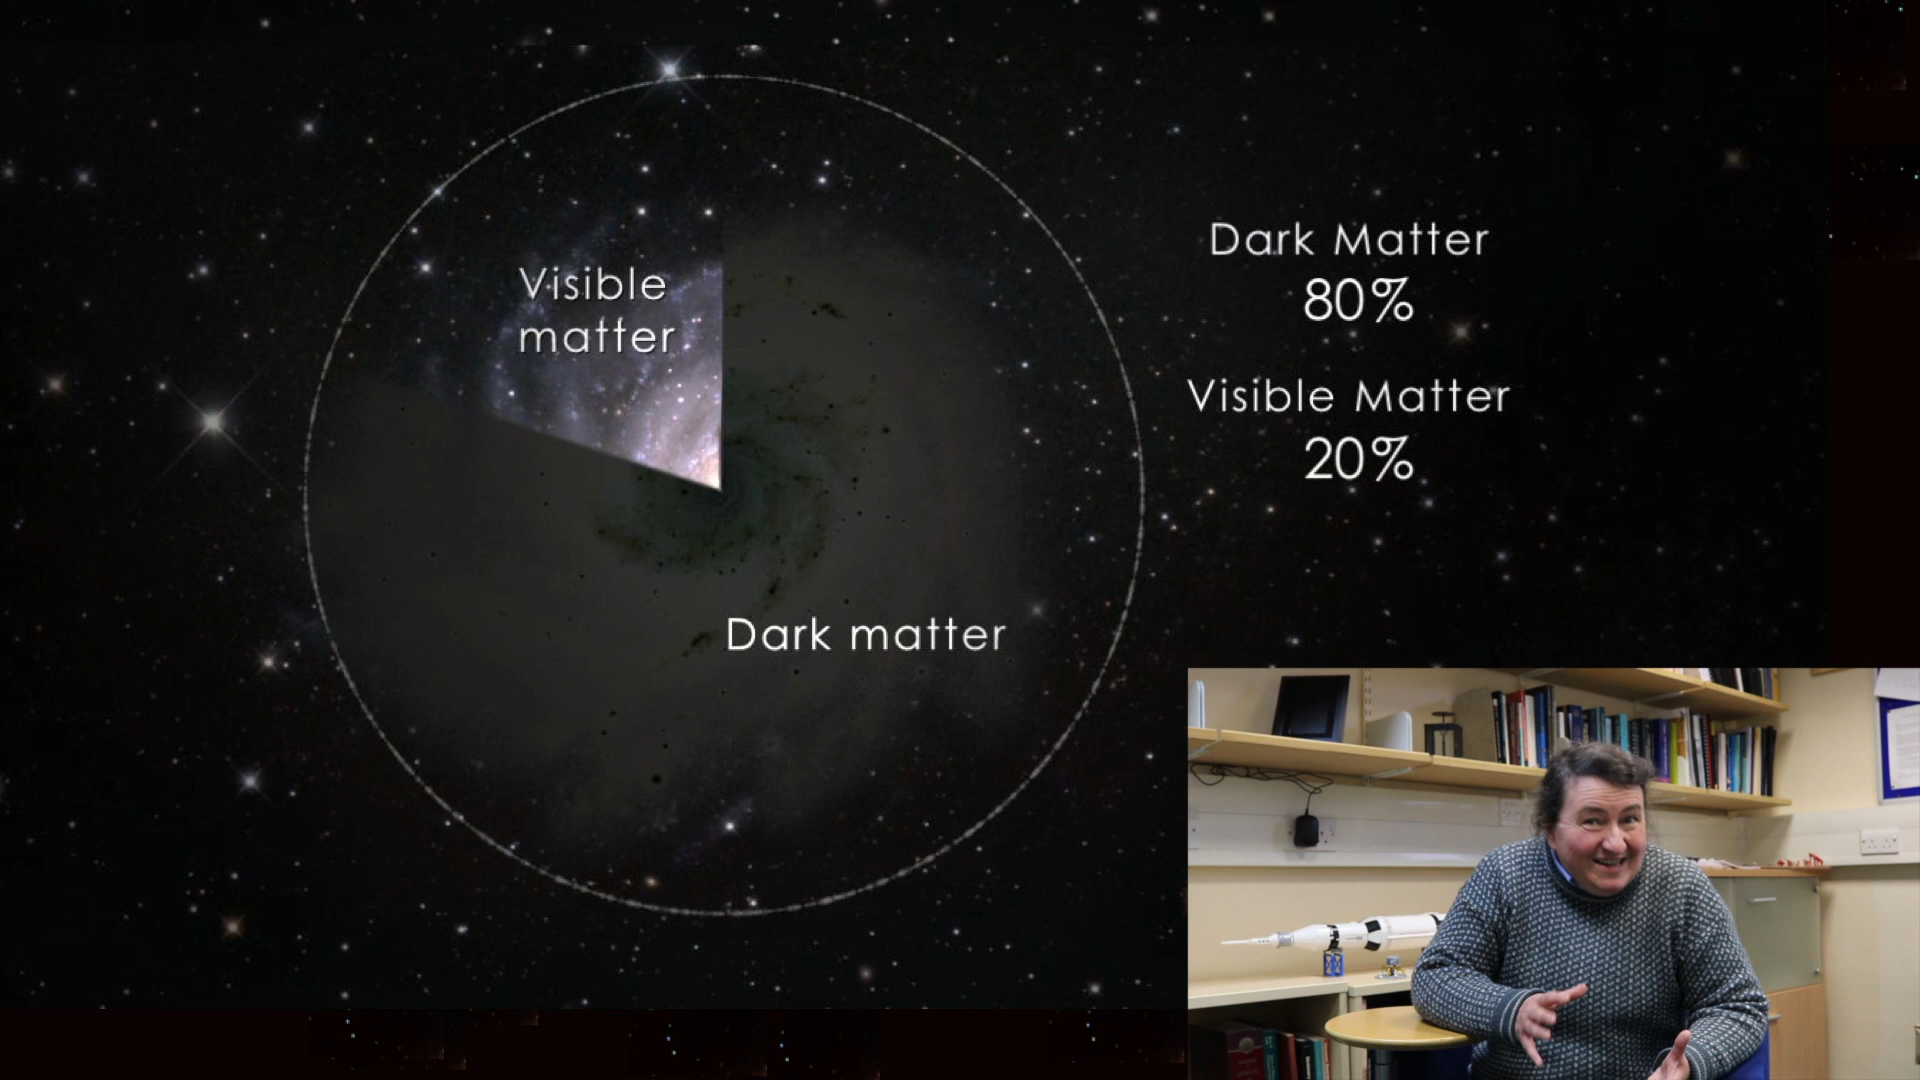 Visible
matter
Dark matter
Dark Matter
80%
Visible Matter
20%